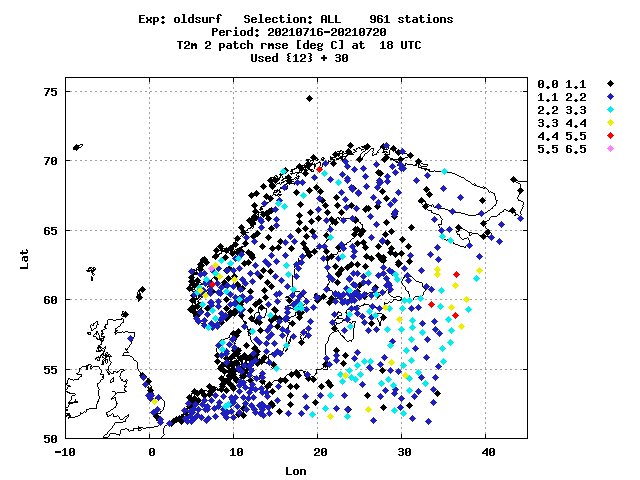 Exp: oldsurf   Selection: ALL    961 stations
Period: 20210716-20210720
T2m 2 patch rmse [deg C] at  18 UTC
Used {12} + 30
0.0 1.1
1.1 2.2
2.2 3.3
3.3 4.4
4.4 5.5
5.5 6.5
75
70
65
60
55
50
Lat
-10 0 10 20 30 40
Lon